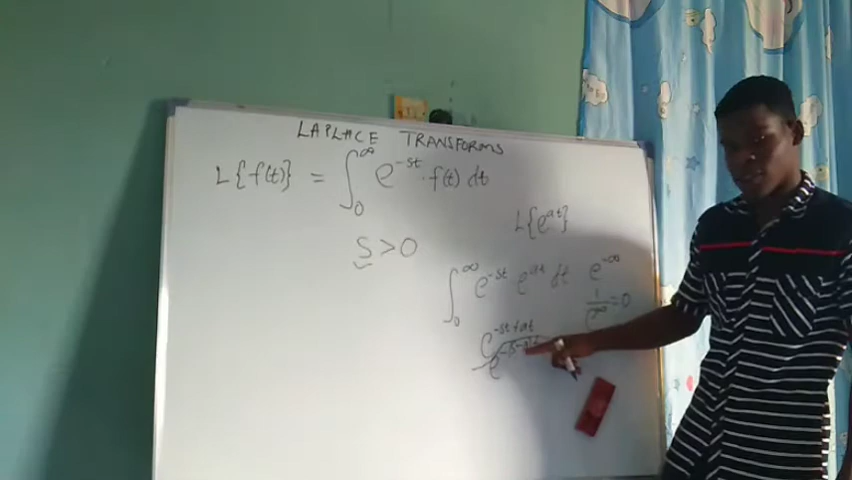 LAPLACE TRANSFORMS
L{f(t)} = ∫₀^∞ e^{-st} · f(t) dt
S > 0
L{e^{at}}
∫₀^∞ e^{-st} e^{at} dt
e^{-∞}
1/e^∞ = 0
e^{-st+at}
e^{-(s-a)t}